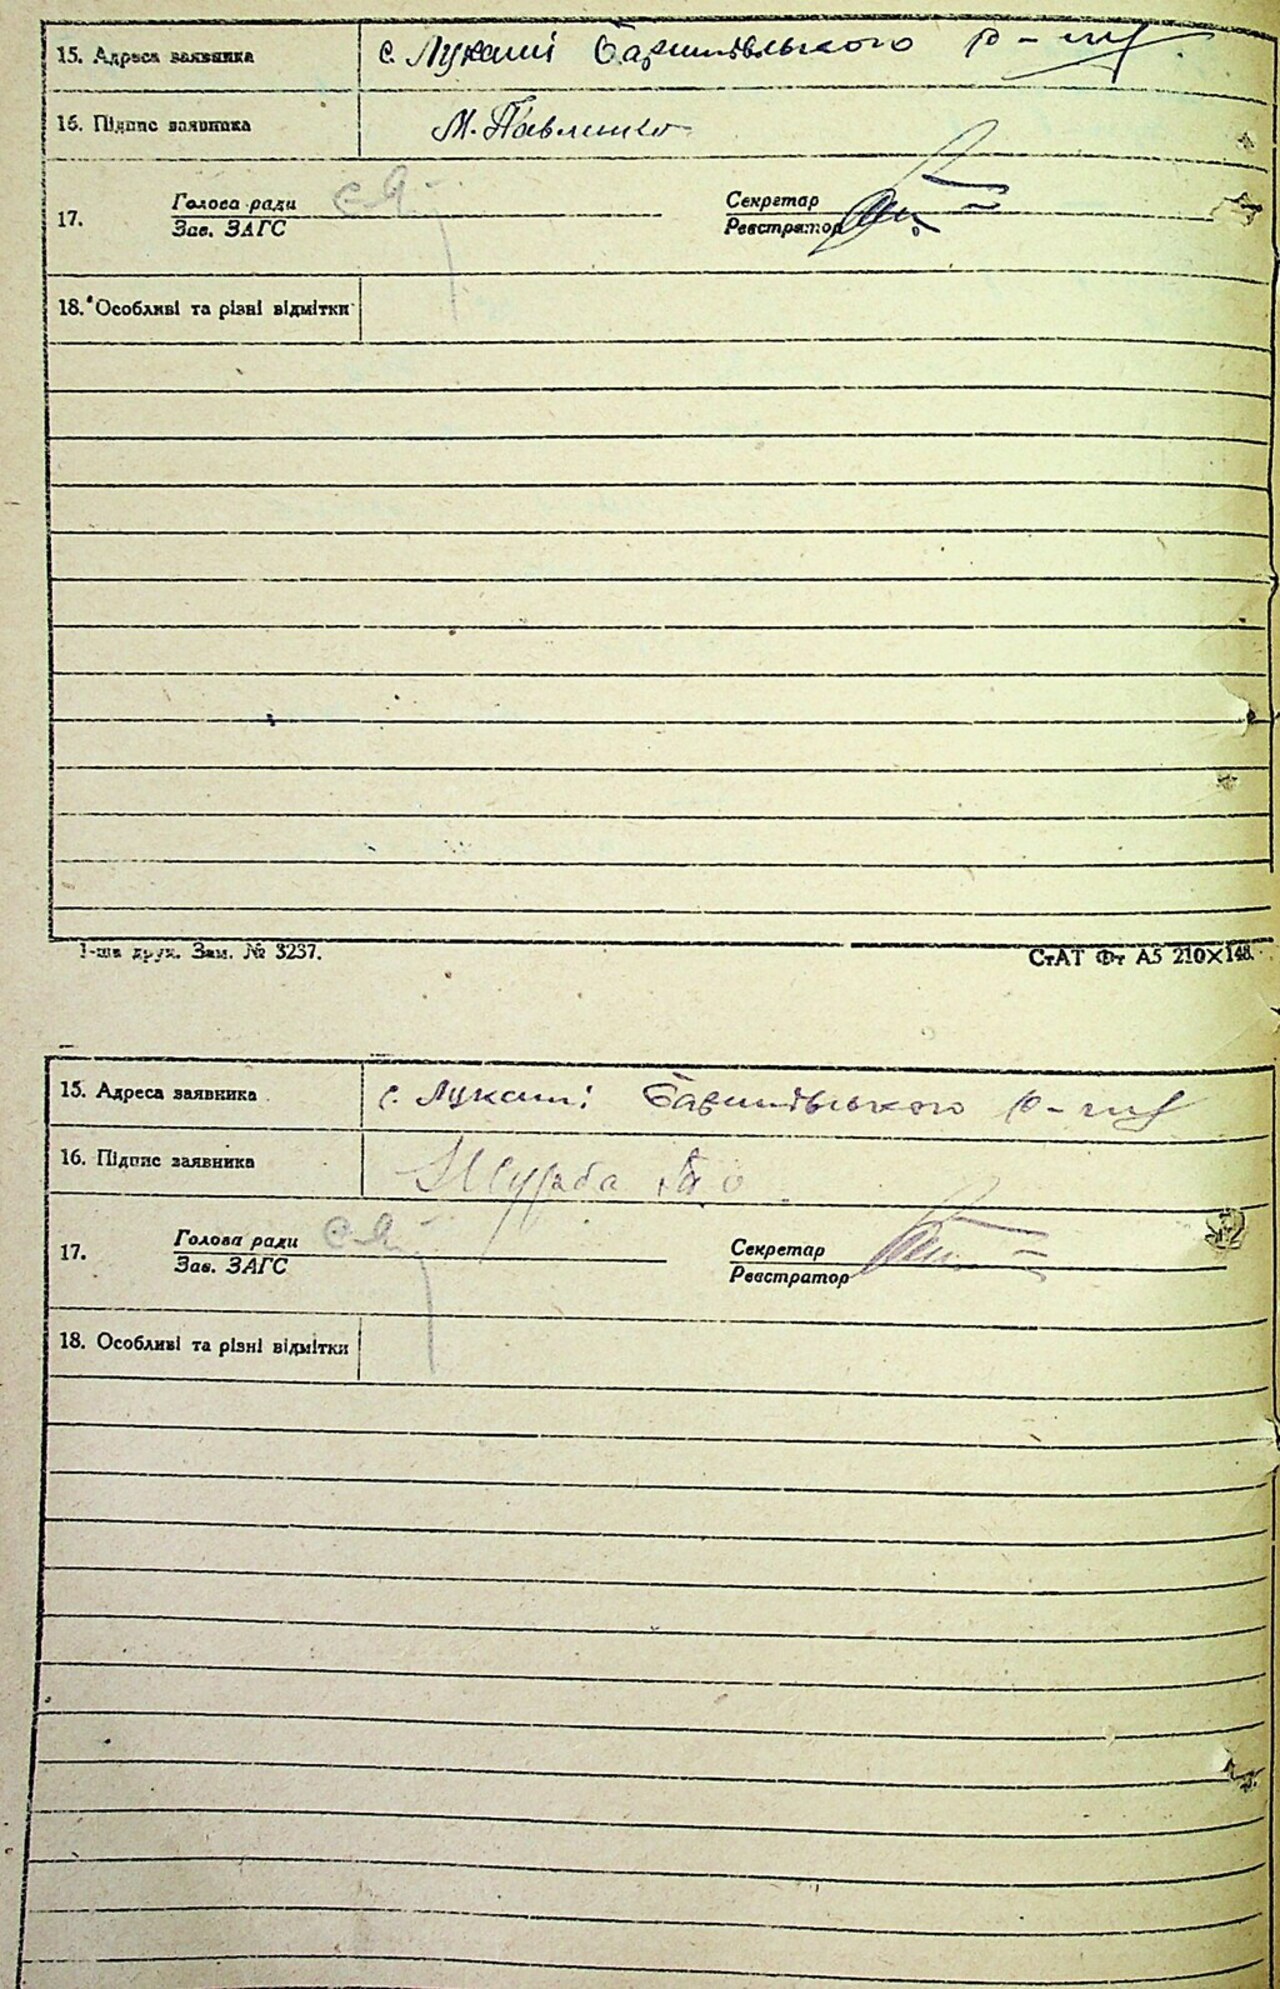 15. Адреса заявника с. Лукаші Баришівського р-ну
16. Підпис заявника М. Павленко
Голова ради Секретар
17.
Зав. ЗАГС Реєстратор
18. Особливі та різні відмітки
1-ша друк. Зам. № 3237. СтАТ Фт А5 210×148.
15. Адреса заявника с. Лукаші Баришівського р-ну
16. Підпис заявника
Голова ради Секретар
17.
Зав. ЗАГС Реєстратор
18. Особливі та різні відмітки